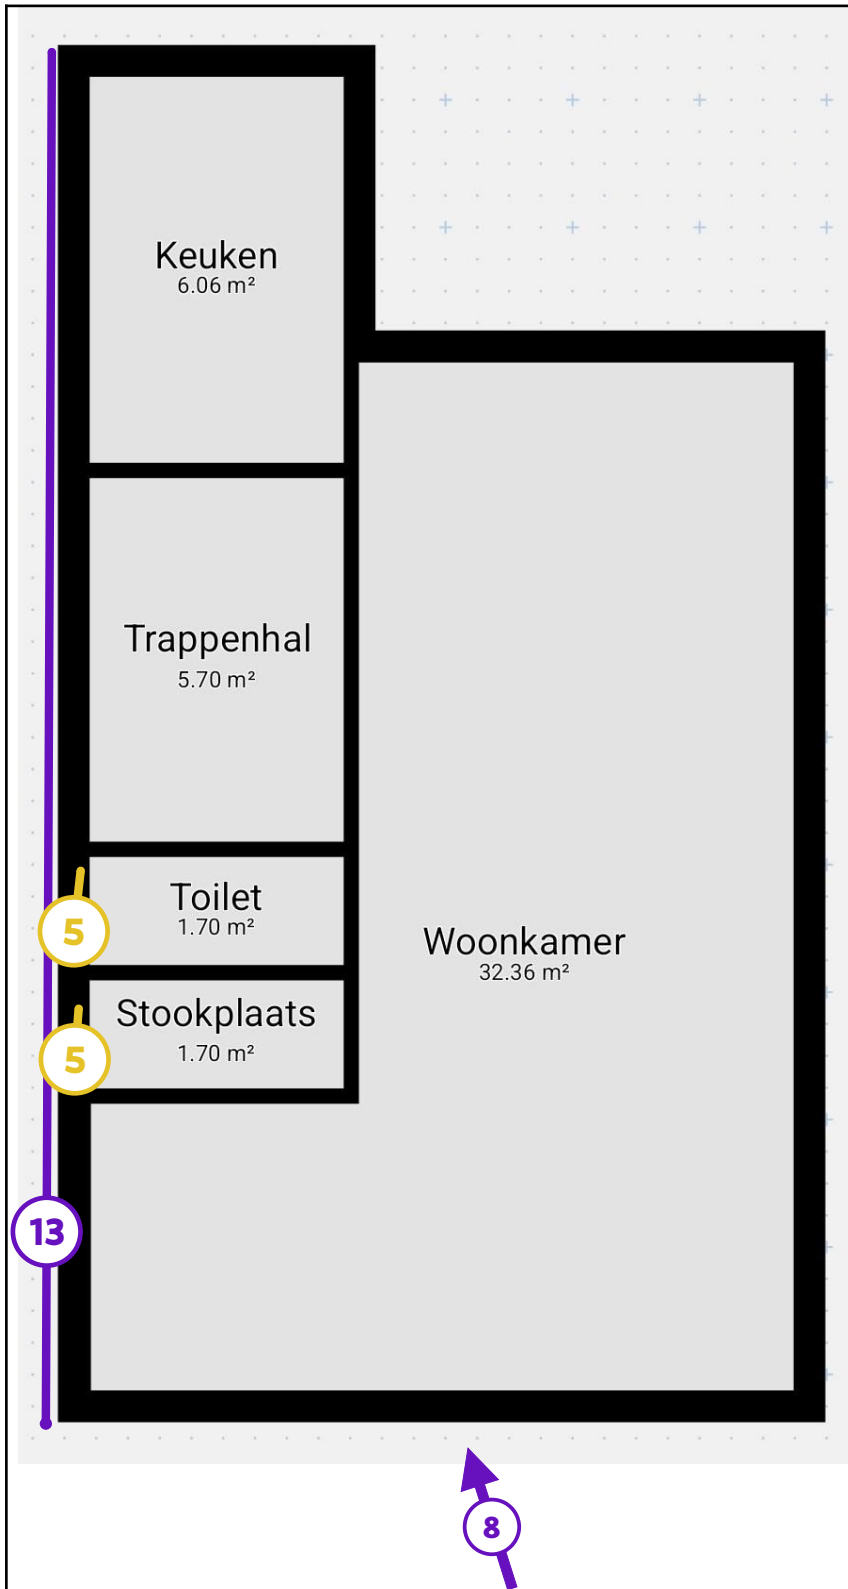 Keuken
6.06 m²
Trappenhal
5.70 m²
Toilet
1.70 m²
5
Woonkamer
32.36 m²
Stookplaats
1.70 m²
5
13
8